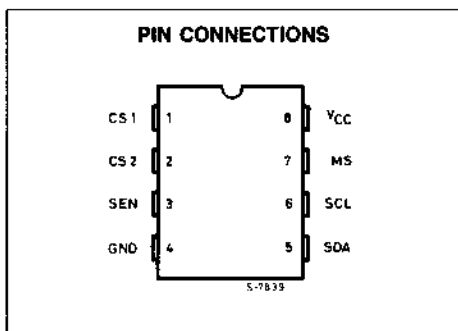 PIN CONNECTIONS
CS1 1 8 VCC
CS2 2 7 MS
SEN 3 6 SCL
GND 4 5 SDA
S-7839